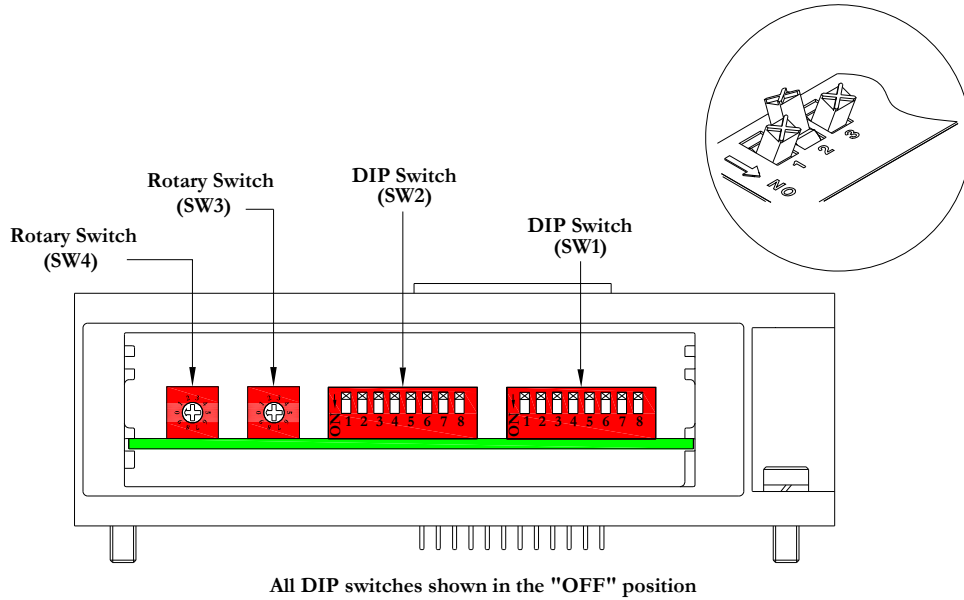 3
2
1
NO
DIP Switch
(SW2)
Rotary Switch
(SW3)
DIP Switch
(SW1)
Rotary Switch
(SW4)
ON
1 2 3 4 5 6 7 8
ON
1 2 3 4 5 6 7 8
All DIP switches shown in the "OFF" position